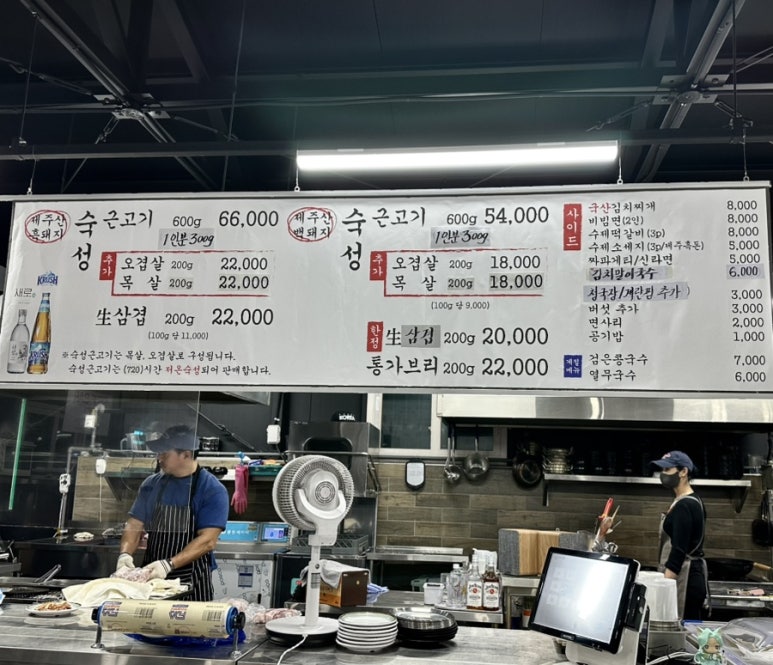 제주산
흑돼지
숙성
근고기 600g 66,000
1인분 300g
추가
오겹살 200g 22,000
목 살 200g 22,000
生삼겹 200g 22,000
(100g 당 11,000)
※숙성근고기는 목살, 오겹살로 구성됩니다.
숙성근고기는 (720)시간 저온숙성되어 판매합니다.
새로
KRUSH
KRUSH
제주산
백돼지
숙성
근고기 600g 54,000
1인분 300g
추가
오겹살 200g 18,000
목 살 200g 18,000
(100g 당 9,000)
한정
生삼겹 200g 20,000
통가브리 200g 22,000
사이드
국산김치찌개 8,000
비빔면(2인) 8,000
수제떡갈비(3p) 8,000
수제소세지(3p/제주흑돈) 5,000
짜파게티/신라면 5,000
김치말이국수 6,000
추가) 3,000
버섯 추가 3,000
면사리 2,000
공기밥 1,000
계절
메뉴
검은콩국수 7,000
열무국수 6,000